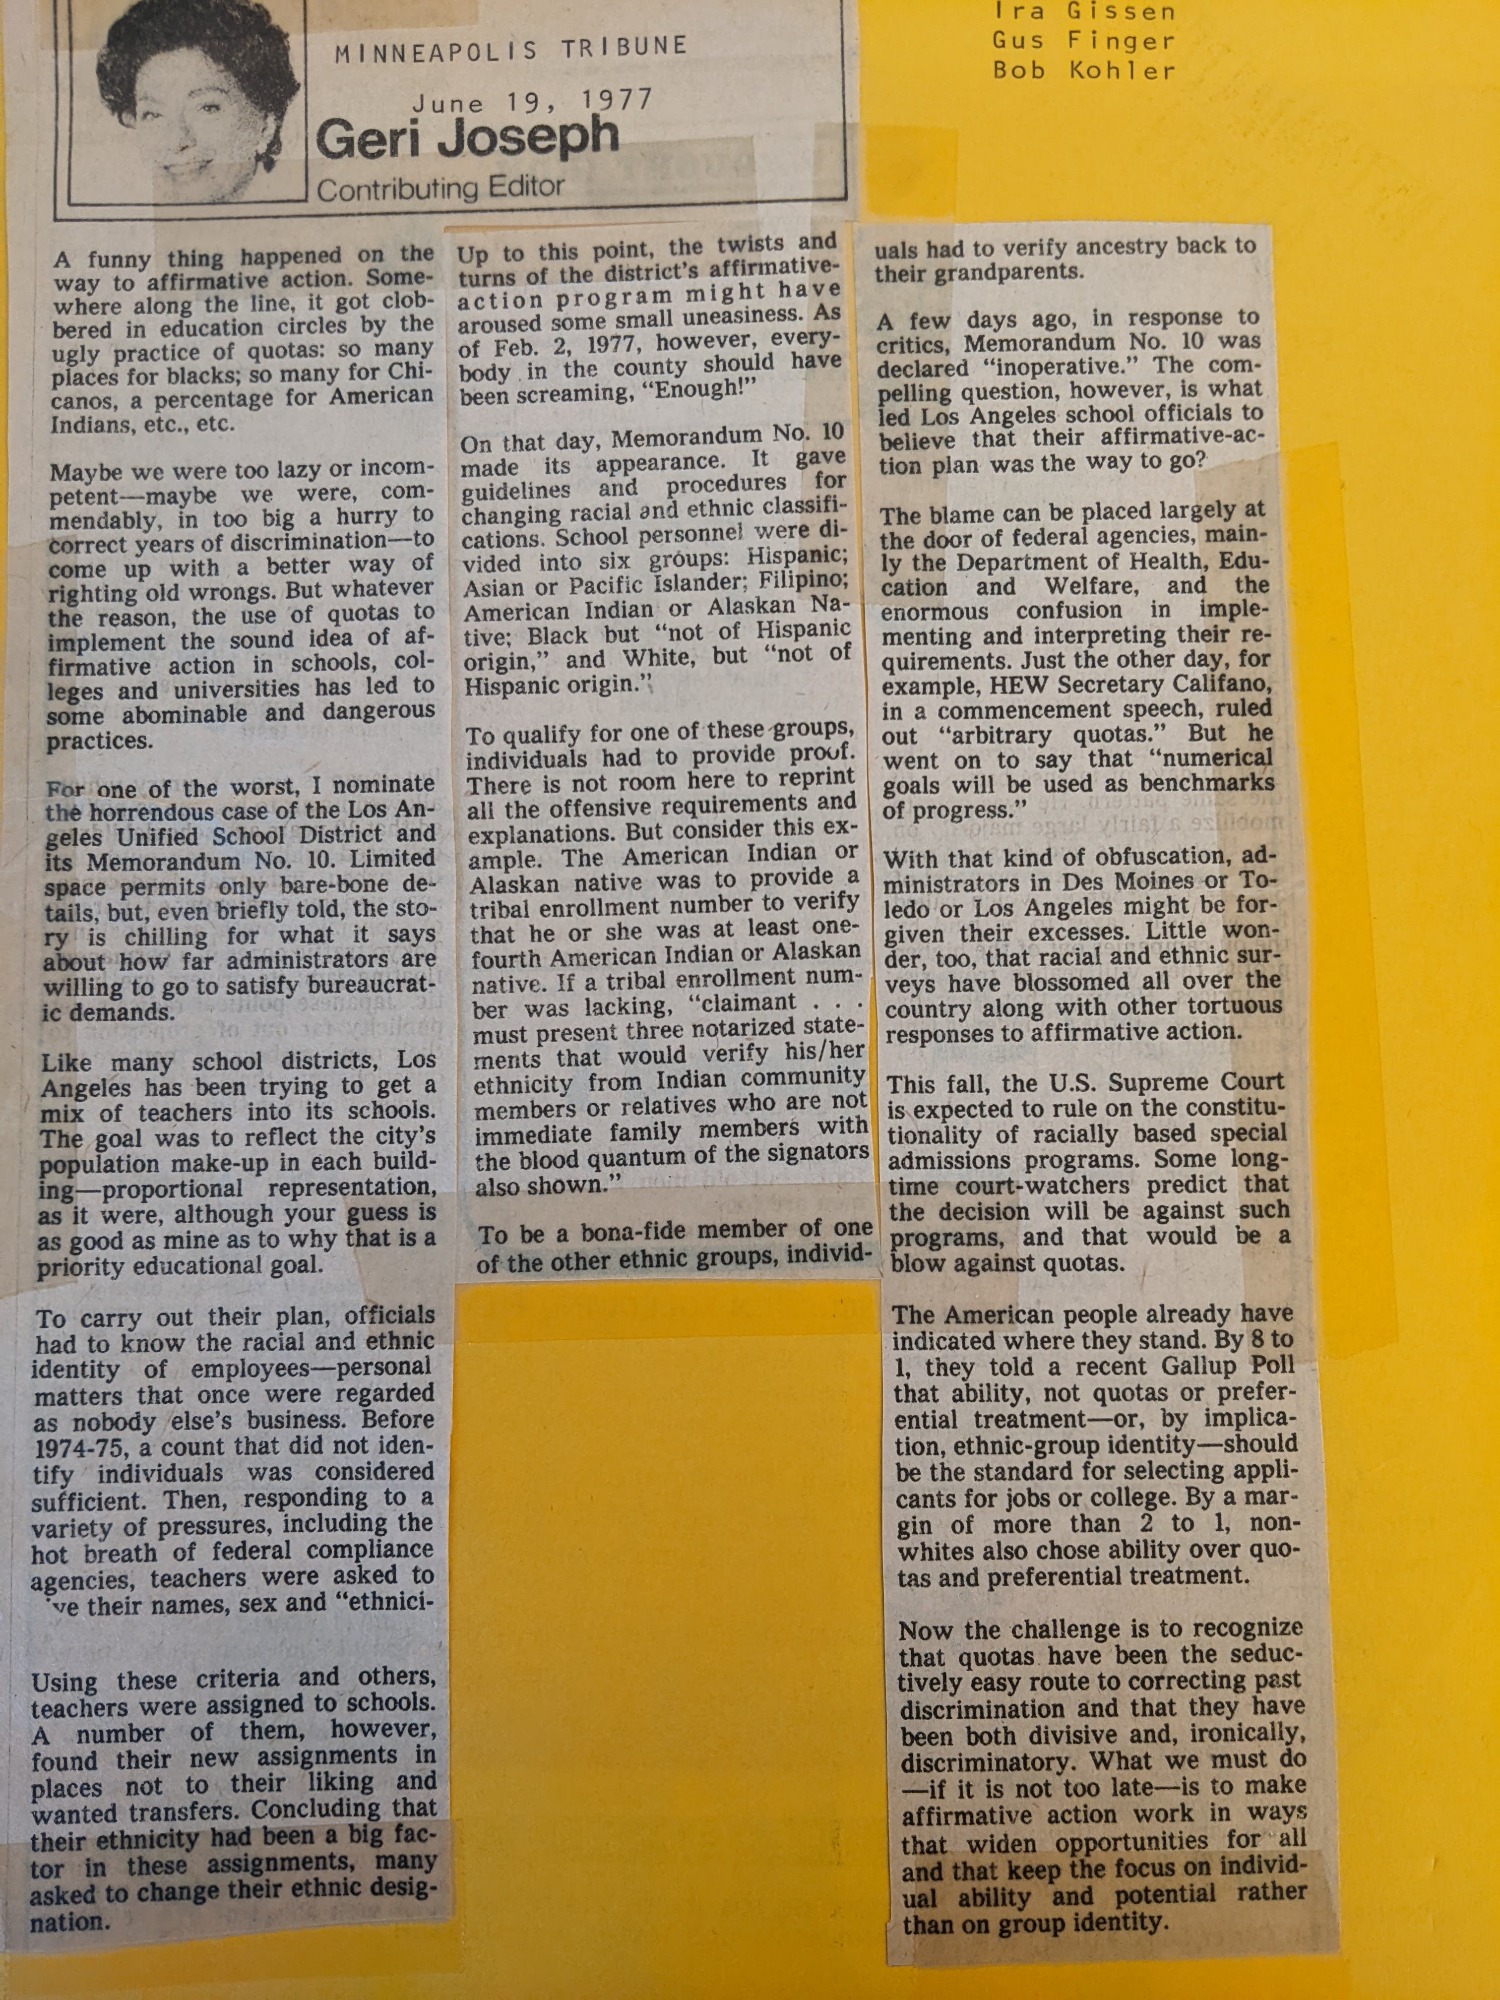 Ira Gissen
Gus Finger
Bob Kohler
MINNEAPOLIS TRIBUNE
June 19, 1977
Geri Joseph
Contributing Editor
A funny thing happened on the
way to affirmative action. Some-
where along the line, it got clob-
bered in education circles by the
ugly practice of quotas: so many
places for blacks; so many for Chi-
canos, a percentage for American
Indians, etc., etc.
Maybe we were too lazy or incom-
petent—maybe we were, com-
mendably, in too big a hurry to
correct years of discrimination—to
come up with a better way of
righting old wrongs. But whatever
the reason, the use of quotas to
implement the sound idea of af-
firmative action in schools, col-
leges and universities has led to
some abominable and dangerous
practices.
For one of the worst, I nominate
the horrendous case of the Los An-
geles Unified School District and
its Memorandum No. 10. Limited
space permits only bare-bone de-
tails, but, even briefly told, the sto-
ry is chilling for what it says
about how far administrators are
willing to go to satisfy bureaucrat-
ic demands.
Like many school districts, Los
Angeles has been trying to get a
mix of teachers into its schools.
The goal was to reflect the city's
population make-up in each build-
ing—proportional representation,
as it were, although your guess is
as good as mine as to why that is a
priority educational goal.
To carry out their plan, officials
had to know the racial and ethnic
identity of employees—personal
matters that once were regarded
as nobody else's business. Before
1974-75, a count that did not iden-
tify individuals was considered
sufficient. Then, responding to a
variety of pressures, including the
hot breath of federal compliance
agencies, teachers were asked to
've their names, sex and "ethnici-
Using these criteria and others,
teachers were assigned to schools.
A number of them, however,
found their new assignments in
places not to their liking and
wanted transfers. Concluding that
their ethnicity had been a big fac-
tor in these assignments, many
asked to change their ethnic desig-
nation.
Up to this point, the twists and
turns of the district's affirmative-
action program might have
aroused some small uneasiness. As
of Feb. 2, 1977, however, every-
body in the county should have
been screaming, "Enough!"
On that day, Memorandum No. 10
made its appearance. It gave
guidelines and procedures for
changing racial and ethnic classifi-
cations. School personnel were di-
vided into six groups: Hispanic;
Asian or Pacific Islander; Filipino;
American Indian or Alaskan Na-
tive; Black but "not of Hispanic
origin," and White, but "not of
Hispanic origin."
To qualify for one of these groups,
individuals had to provide proof.
There is not room here to reprint
all the offensive requirements and
explanations. But consider this ex-
ample. The American Indian or
Alaskan native was to provide a
tribal enrollment number to verify
that he or she was at least one-
fourth American Indian or Alaskan
native. If a tribal enrollment num-
ber was lacking, "claimant . . .
must present three notarized state-
ments that would verify his/her
ethnicity from Indian community
members or relatives who are not
immediate family members with
the blood quantum of the signators
also shown."
To be a bona-fide member of one
of the other ethnic groups, individ-
uals had to verify ancestry back to
their grandparents.
A few days ago, in response to
critics, Memorandum No. 10 was
declared "inoperative." The com-
pelling question, however, is what
led Los Angeles school officials to
believe that their affirmative-ac-
tion plan was the way to go?
The blame can be placed largely at
the door of federal agencies, main-
ly the Department of Health, Edu-
cation and Welfare, and the
enormous confusion in imple-
menting and interpreting their re-
quirements. Just the other day, for
example, HEW Secretary Califano,
in a commencement speech, ruled
out "arbitrary quotas." But he
went on to say that "numerical
goals will be used as benchmarks
of progress."
With that kind of obfuscation, ad-
ministrators in Des Moines or To-
ledo or Los Angeles might be for-
given their excesses. Little won-
der, too, that racial and ethnic sur-
veys have blossomed all over the
country along with other tortuous
responses to affirmative action.
This fall, the U.S. Supreme Court
is expected to rule on the constitu-
tionality of racially based special
admissions programs. Some long-
time court-watchers predict that
the decision will be against such
programs, and that would be a
blow against quotas.
The American people already have
indicated where they stand. By 8 to
1, they told a recent Gallup Poll
that ability, not quotas or prefer-
ential treatment—or, by implica-
tion, ethnic-group identity—should
be the standard for selecting appli-
cants for jobs or college. By a mar-
gin of more than 2 to 1, non-
whites also chose ability over quo-
tas and preferential treatment.
Now the challenge is to recognize
that quotas have been the seduc-
tively easy route to correcting past
discrimination and that they have
been both divisive and, ironically,
discriminatory. What we must do
—if it is not too late—is to make
affirmative action work in ways
that widen opportunities for all
and that keep the focus on individ-
ual ability and potential rather
than on group identity.